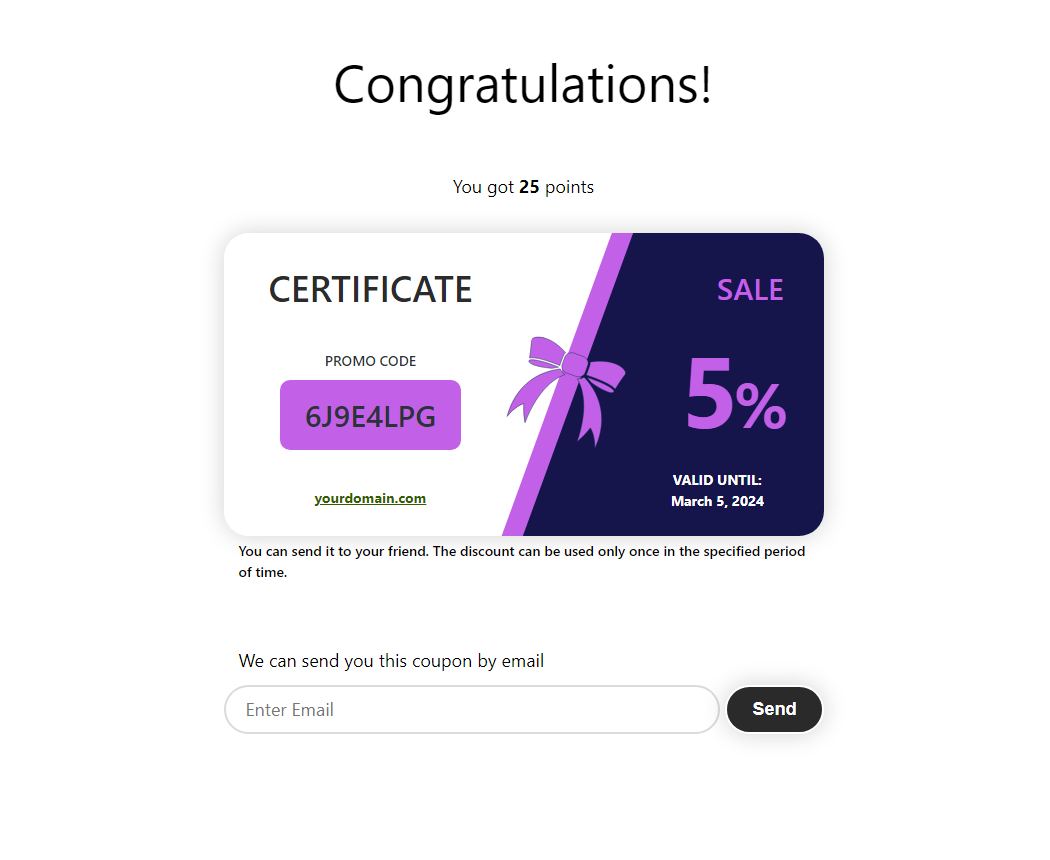 Congratulations!
You got 25 points
CERTIFICATE
PROMO CODE
6J9E4LPG
yourdomain.com
SALE
5%
VALID UNTIL:
March 5, 2024
You can send it to your friend. The discount can be used only once in the specified period
of time.
We can send you this coupon by email
Enter Email
Send